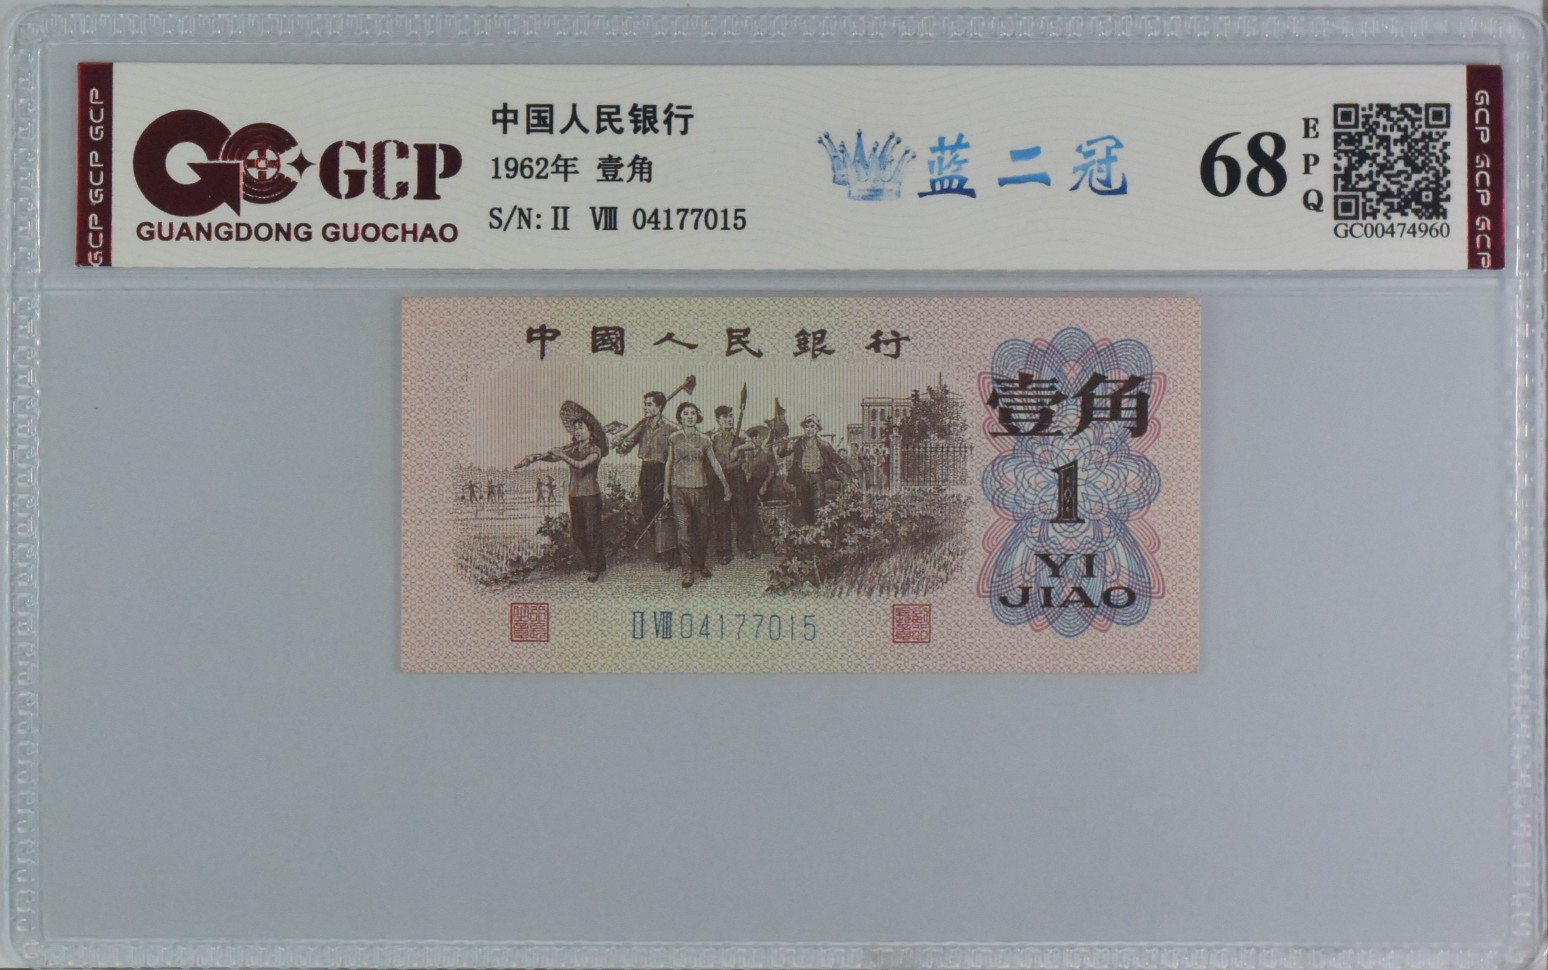 GCP GCP GCP
GCP
GUANGDONG GUOCHAO
中国人民银行
1962年 壹角
S/N: II VIII 04177015
蓝二冠
68
EPQ
GC00474960
GCP GCP GCP
中國人民銀行
壹角
1
YI
JIAO
II VIII 04177015